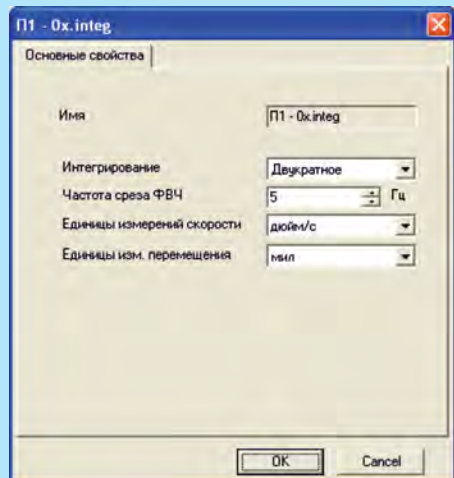 П1 - 0x.integ
Основные свойства
Имя П1 - 0x.integ
Интегрирование Двукратное
Частота среза ФВЧ 5 Гц
Единицы измерений скорости дюйм/с
Единицы изм. перемещения мил
OK Cancel